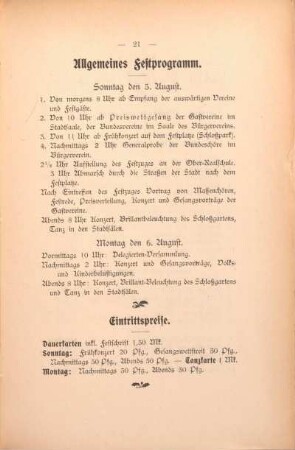 — 21 —
Allgemeines Festprogramm.
Sonntag den 5. August.
1. Von morgens 8 Uhr ab Empfang der auswärtigen Vereine
und Festgäste.
2. Von 10 Uhr ab Preiswettgesang der Gastvereine im
Stadtsaale, der Bundesvereine im Saale des Bürgervereins.
3. Von 11½ Uhr ab Frühkonzert auf dem Festplatze (Schloßpark).
4. Nachmittags 2 Uhr Generalprobe der Bundeschöre im
Bürgerverein.
2½ Uhr Aufstellung des Festzuges an der Ober-Realschule.
3 Uhr Abmarsch durch die Straßen der Stadt nach dem
Festplatze.
Nach Eintreffen des Festzuges Vortrag von Massenchören,
Festrede, Preisverteilung, Konzert und Gesangsvorträge der
Gastvereine.
Abends 8 Uhr Konzert, Brillantbeleuchtung des Schloßgartens,
Tanz in den Stadtsälen.
Montag den 6. August.
Vormittags 10 Uhr: Delegierten-Versammlung.
Nachmittags 2 Uhr: Konzert und Gesangsvorträge, Volks-
und Kinderbelustigungen.
Abends 8 Uhr: Konzert, Brillant-Beleuchtung des Schloßgartens
und Tanz in den Stadtsälen.
Eintrittspreise.
Dauerkarten inkl. Festschrift 1,50 Mk.
Sonntag: Frühkonzert 20 Pfg., Gesangswettstreit 50 Pfg.,
Nachmittags 50 Pfg., Abends 50 Pfg. — Tanzkarte 1 Mk.
Montag: Nachmittags 50 Pfg., Abends 30 Pfg.